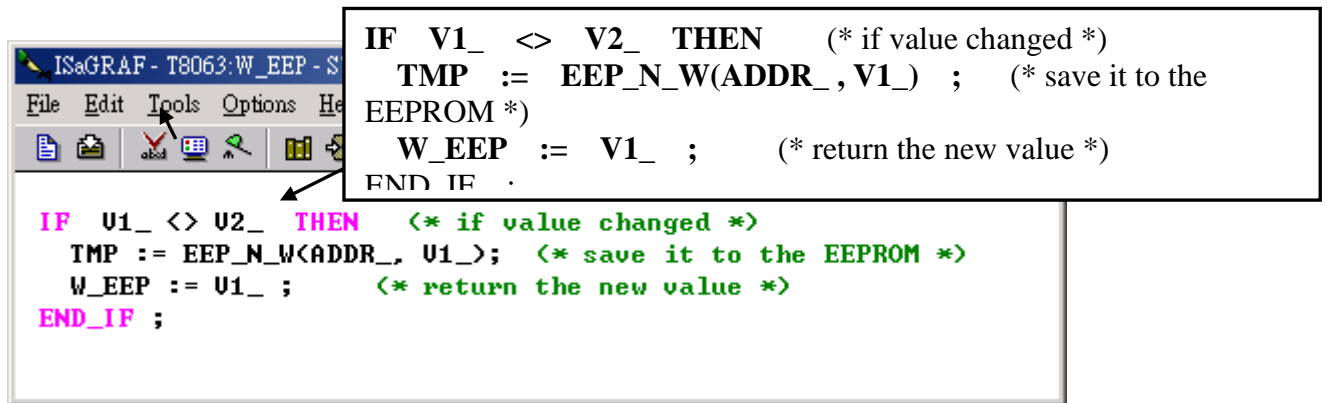 IF V1_ <> V2_ THEN (* if value changed *)
TMP := EEP_N_W(ADDR_ , V1_) ; (* save it to the
EEPROM *)
W_EEP := V1_ ; (* return the new value *)
END_IF ;
ISaGRAF - T8063:W_EEP - S
File Edit Tools Options He
IF V1_ <> V2_ THEN (* if value changed *)
TMP := EEP_N_W(ADDR_, V1_); (* save it to the EEPROM *)
W_EEP := V1_ ; (* return the new value *)
END_IF ;